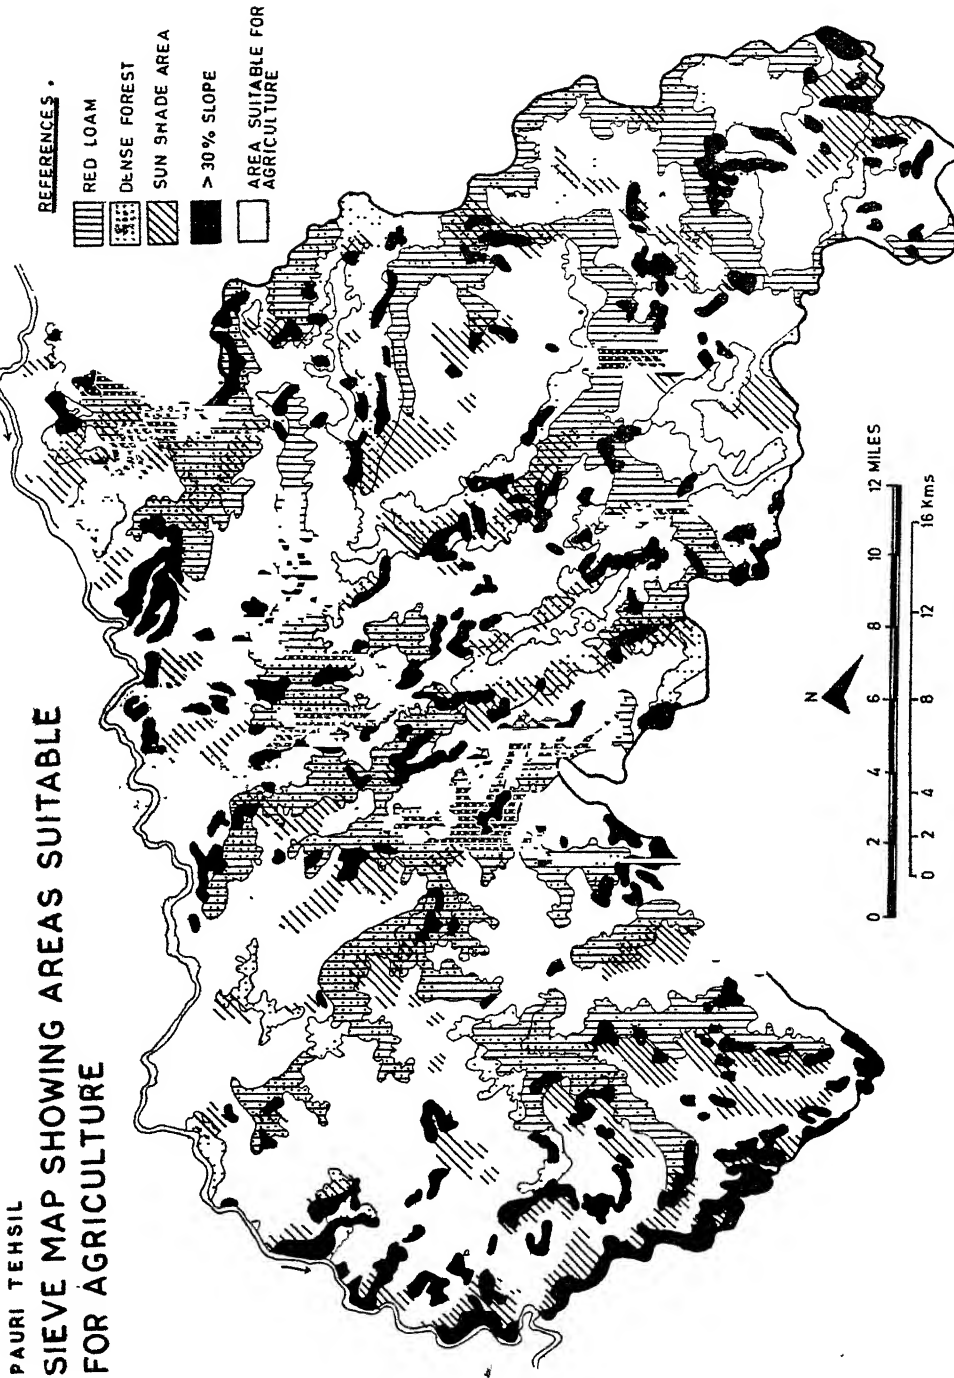 PAURI TEHSIL
SIEVE MAP SHOWING AREAS SUITABLE
FOR AGRICULTURE
REFERENCES.
RED LOAM
DENSE FOREST
SUN SHADE AREA
> 30% SLOPE
AREA SUITABLE FOR
AGRICULTURE
N
0 2 4 6 8 10 12 MILES
0 2 4 8 12 16 Kms